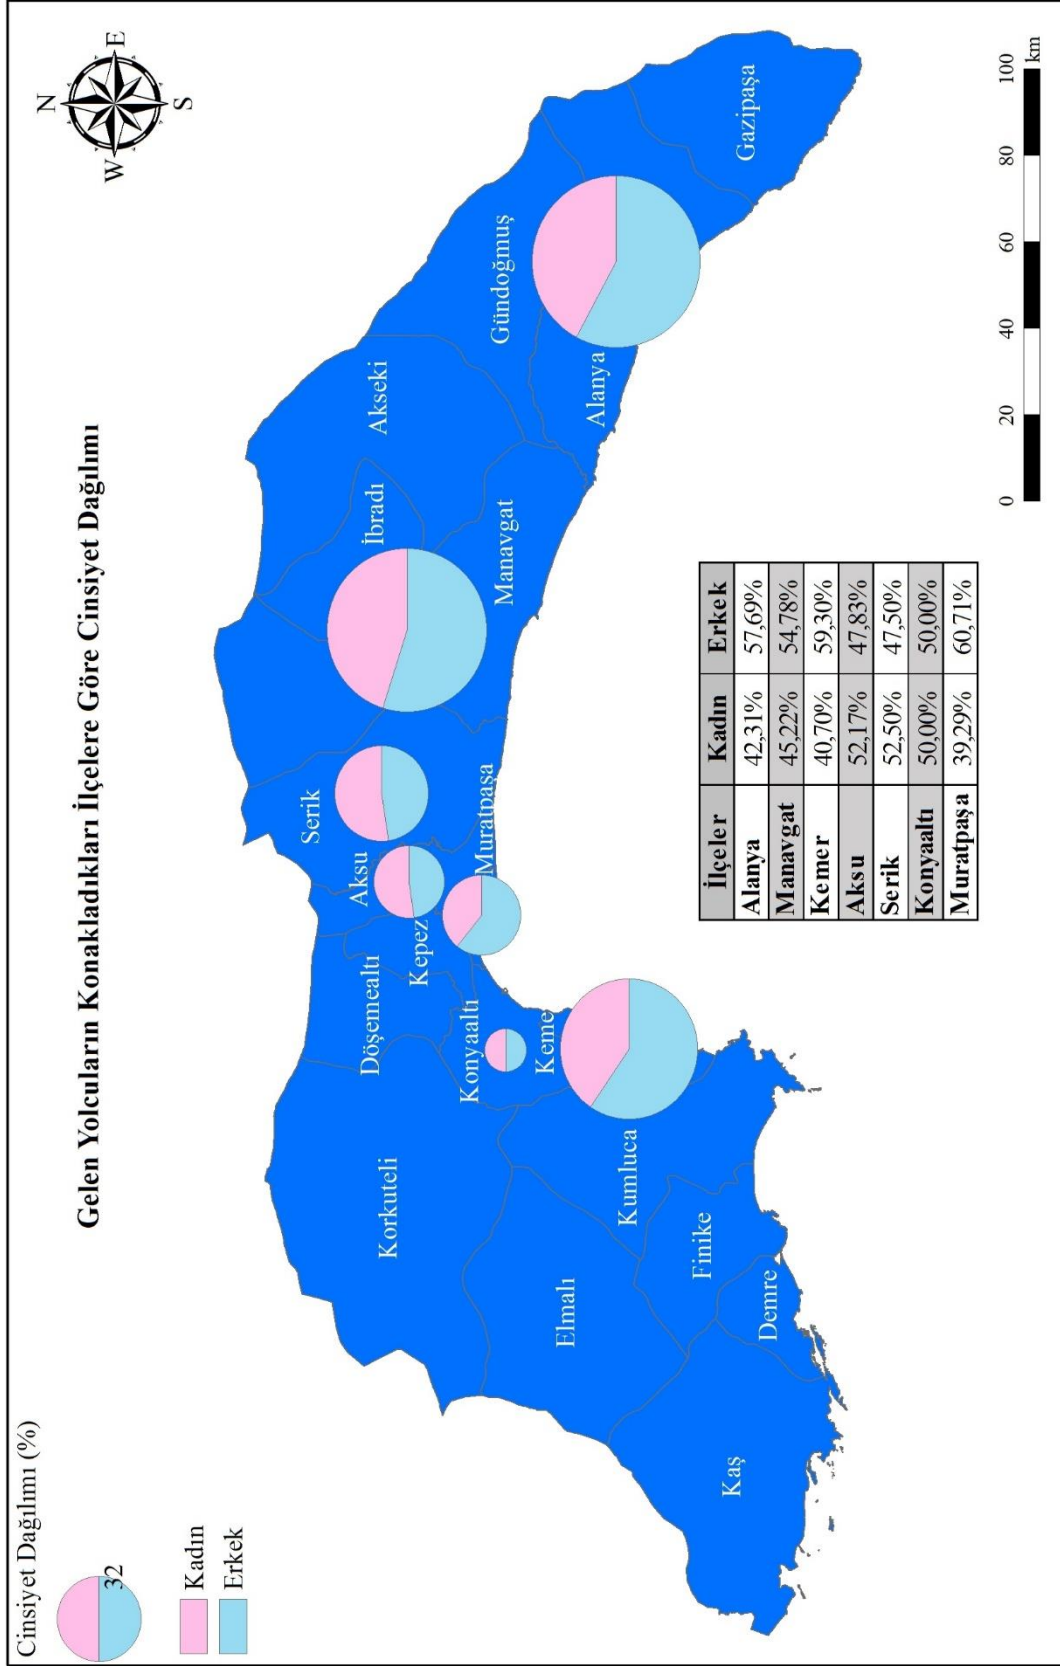 Gelen Yolcuların Konakladıkları İlçelere Göre Cinsiyet Dağılımı
Cinsiyet Dağılımı (%)
32
Kadın
Erkek
N
W
E
S
Korkuteli
Döşemealtı
Kepez
Aksu
Serik
İbradı
Akseki
Gündoğmuş
Manavgat
Muratpaşa
Konyaaltı
Keme
Kumluca
Elmalı
Finike
Demre
Kaş
Alanya
Gazipaşa
İlçeler Kadın Erkek
Alanya 42,31% 57,69%
Manavgat 45,22% 54,78%
Kemer 40,70% 59,30%
Aksu 52,17% 47,83%
Serik 52,50% 47,50%
Konyaaltı 50,00% 50,00%
Muratpaşa 39,29% 60,71%
0 20 40 60 80 100
km